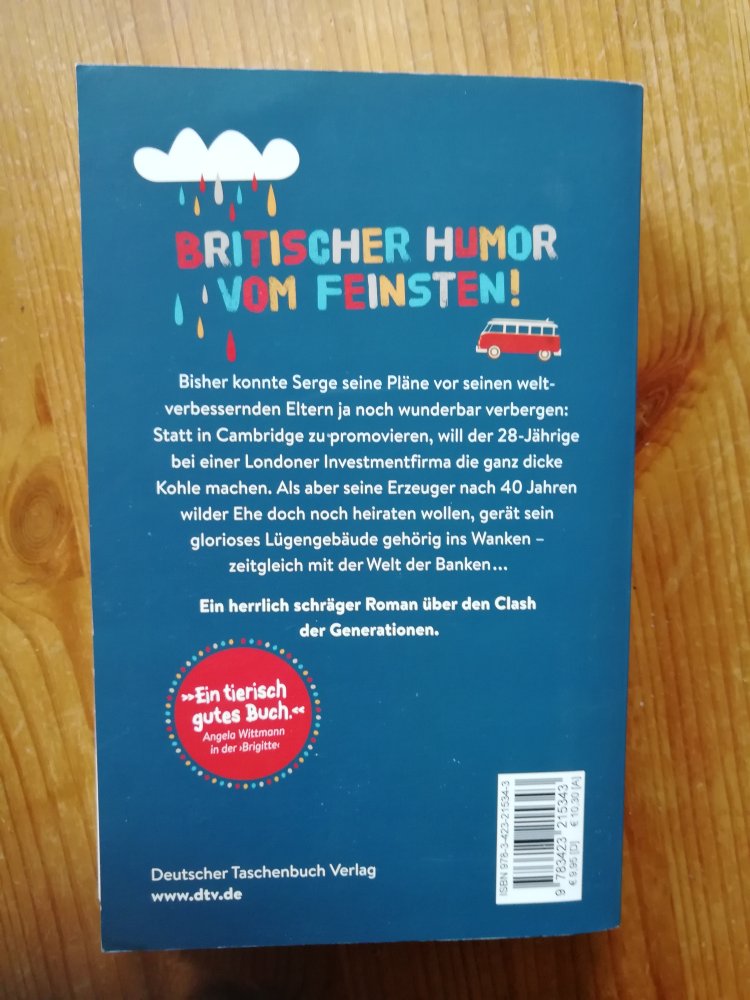 BRITISCHER HUMOR
VOM FEINSTEN!
Bisher konnte Serge seine Pläne vor seinen welt-
verbessernden Eltern ja noch wunderbar verbergen:
Statt in Cambridge zu promovieren, will der 28-Jährige
bei einer Londoner Investmentfirma die ganz dicke
Kohle machen. Als aber seine Erzeuger nach 40 Jahren
wilder Ehe doch noch heiraten wollen, gerät sein
glorioses Lügengebäude gehörig ins Wanken –
zeitgleich mit der Welt der Banken...
Ein herrlich schräger Roman über den Clash
der Generationen.
»Ein tierisch
gutes Buch.«
Angela Wittmann
in der ›Brigitte‹
Deutscher Taschenbuch Verlag
www.dtv.de
ISBN 978-3-423-21534-3
9 783423 215343
€ 9.95 [D] € 10,30 [A]